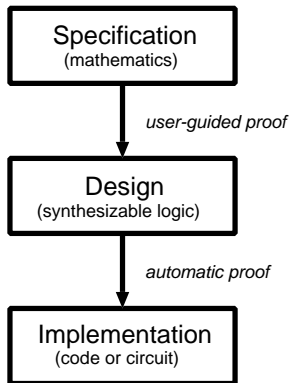 Specification
(mathematics)
user-guided proof
Design
(synthesizable logic)
automatic proof
Implementation
(code or circuit)